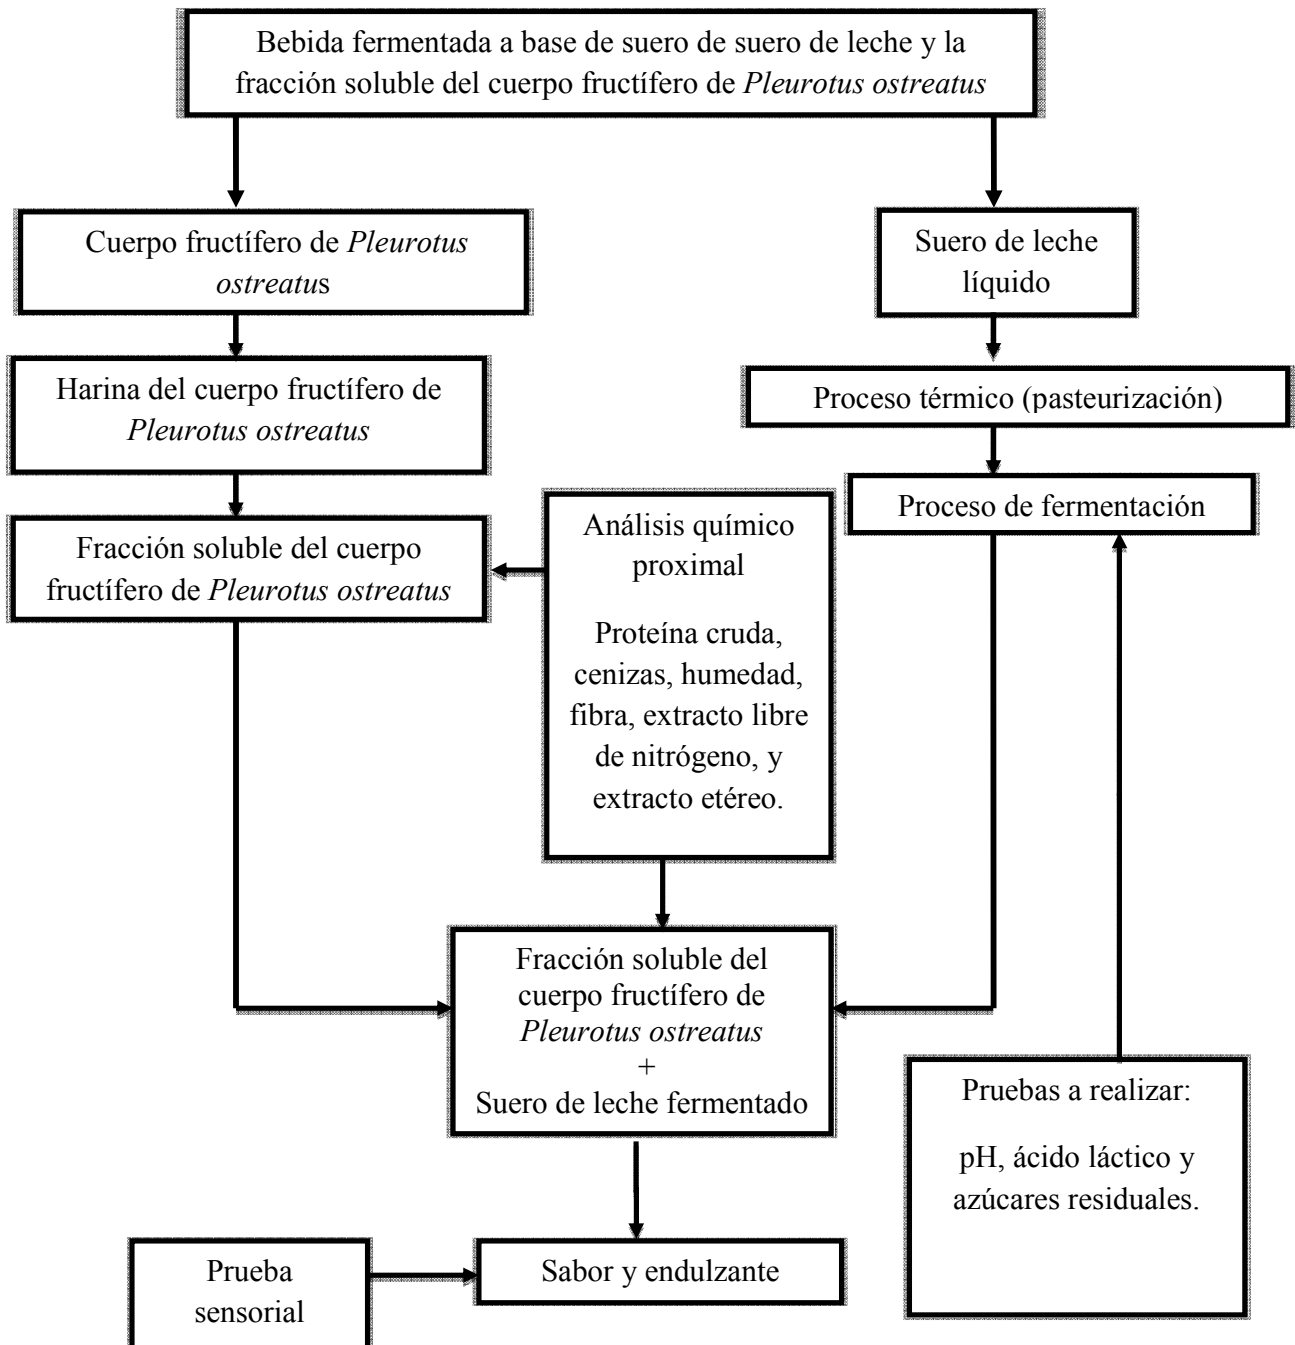 Bebida fermentada a base de suero de suero de leche y la
fracción soluble del cuerpo fructífero de Pleurotus ostreatus
Cuerpo fructífero de Pleurotus
ostreatus
Suero de leche
líquido
Harina del cuerpo fructífero de
Pleurotus ostreatus
Proceso térmico (pasteurización)
Proceso de fermentación
Fracción soluble del cuerpo
fructífero de Pleurotus ostreatus
Análisis químico
proximal
Proteína cruda,
cenizas, humedad,
fibra, extracto libre
de nitrógeno, y
extracto etéreo.
Fracción soluble del
cuerpo fructífero de
Pleurotus ostreatus
+
Suero de leche fermentado
Pruebas a realizar:
pH, ácido láctico y
azúcares residuales.
Prueba
sensorial
Sabor y endulzante